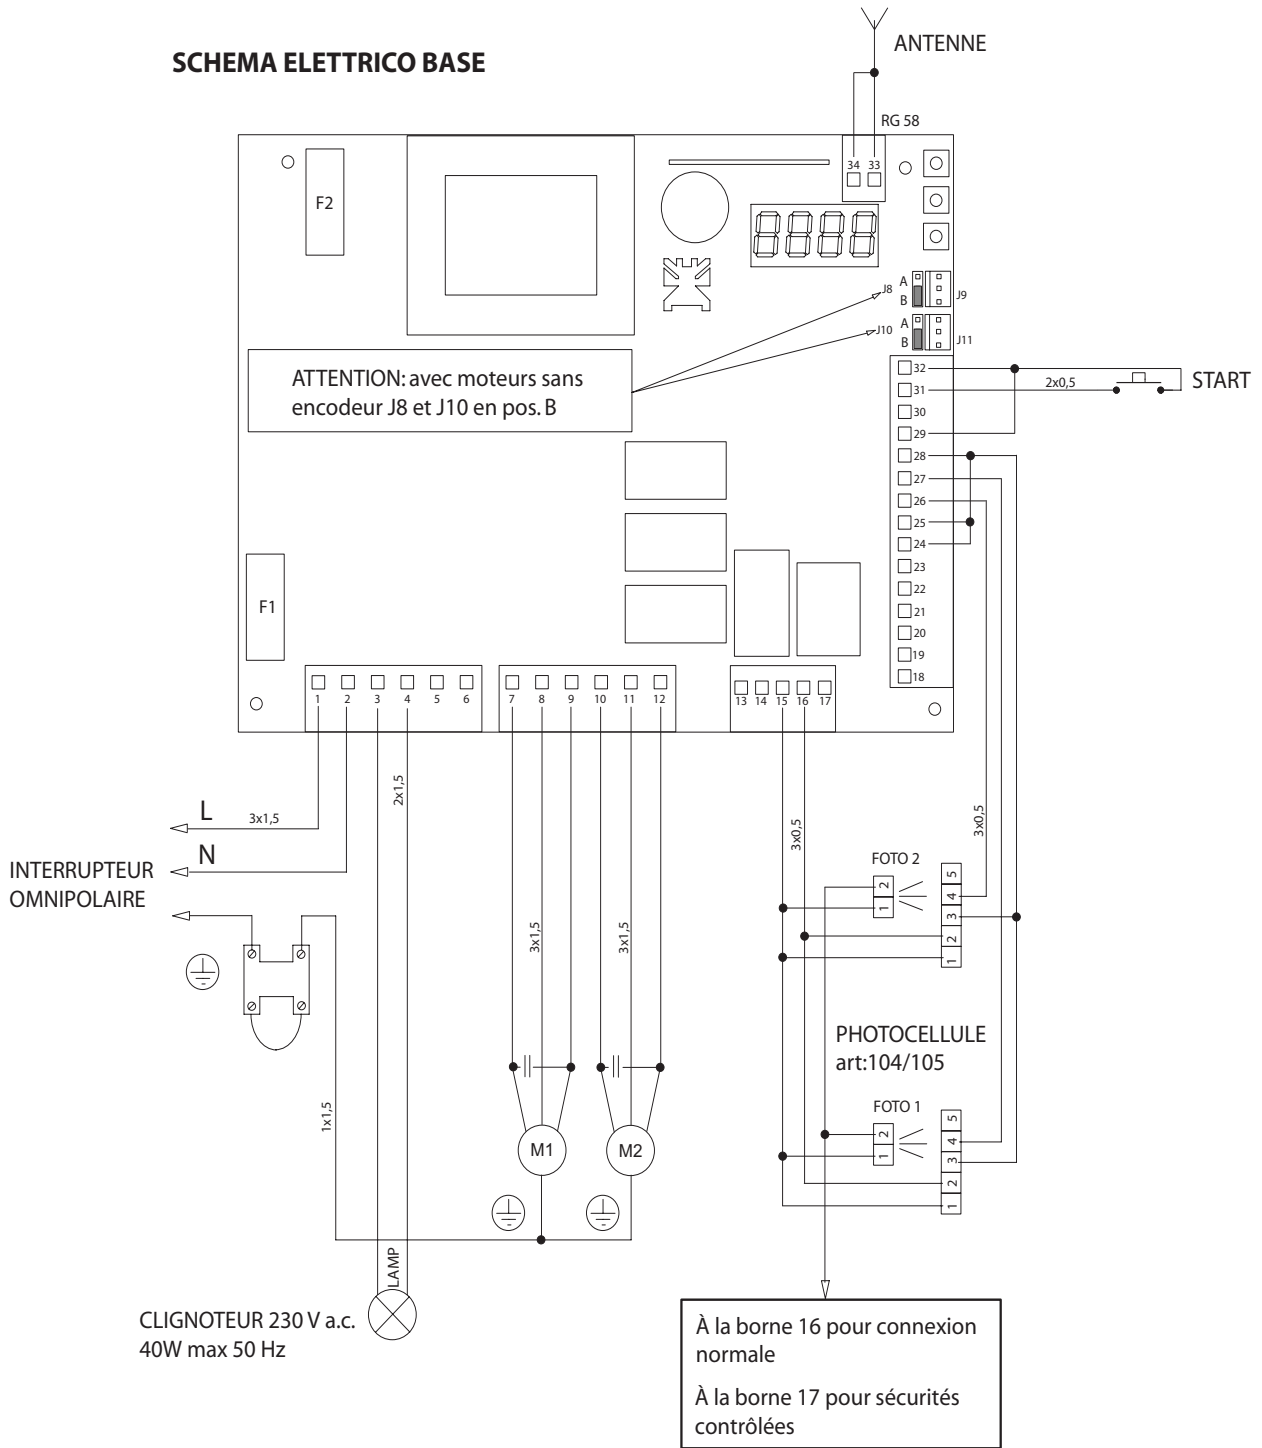 ANTENNE
SCHEMA ELETTRICO BASE
RG 58
34 33
F2
A
J8
B
J9
A
J10
B
J11
ATTENTION: avec moteurs sans
encodeur J8 et J10 en pos. B
32
31
30
29
28
27
26
25
24
23
22
21
20
19
18
2x0,5
START
F1
1 2 3 4 5 6
7 8 9 10 11 12
13 14 15 16 17
L
3x1,5
N
2x1,5
INTERRUPTEUR
OMNIPOLAIRE
3x1,5
3x1,5
3x0,5
3x0,5
FOTO 2
2
1
5
4
3
2
1
PHOTOCELLULE
art:104/105
FOTO 1
2
1
5
4
3
2
1
1x1,5
M1
M2
LAMP
CLIGNOTEUR 230 V a.c.
40W max 50 Hz
À la borne 16 pour connexion
normale
À la borne 17 pour sécurités
contrôlées